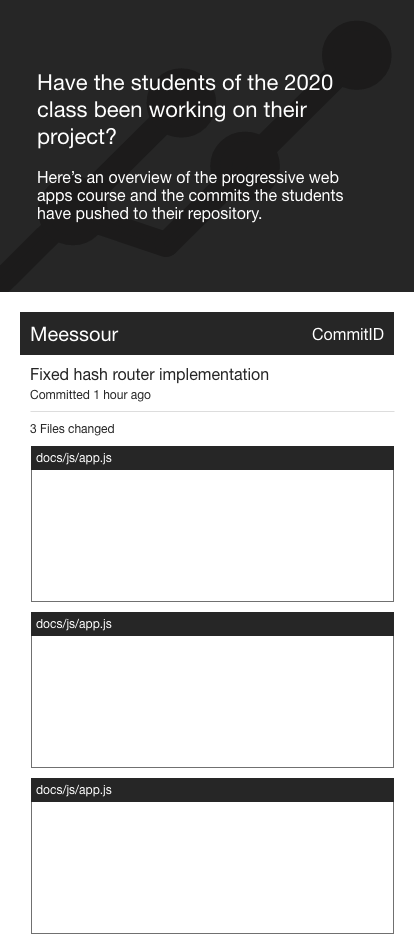 Have the students of the 2020
class been working on their
project?
Here’s an overview of the progressive web
apps course and the commits the students
have pushed to their repository.
Meessour CommitID
Fixed hash router implementation
Committed 1 hour ago
3 Files changed
docs/js/app.js
docs/js/app.js
docs/js/app.js